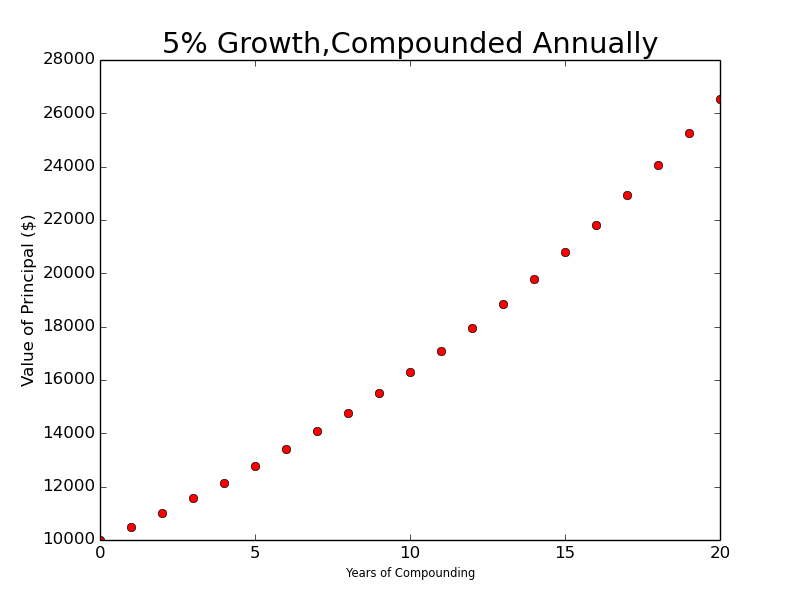 5% Growth,Compounded Annually
28000
26000
24000
22000
20000
18000
16000
14000
12000
10000
Value of Principal ($)
0 5 10 15 20
Years of Compounding